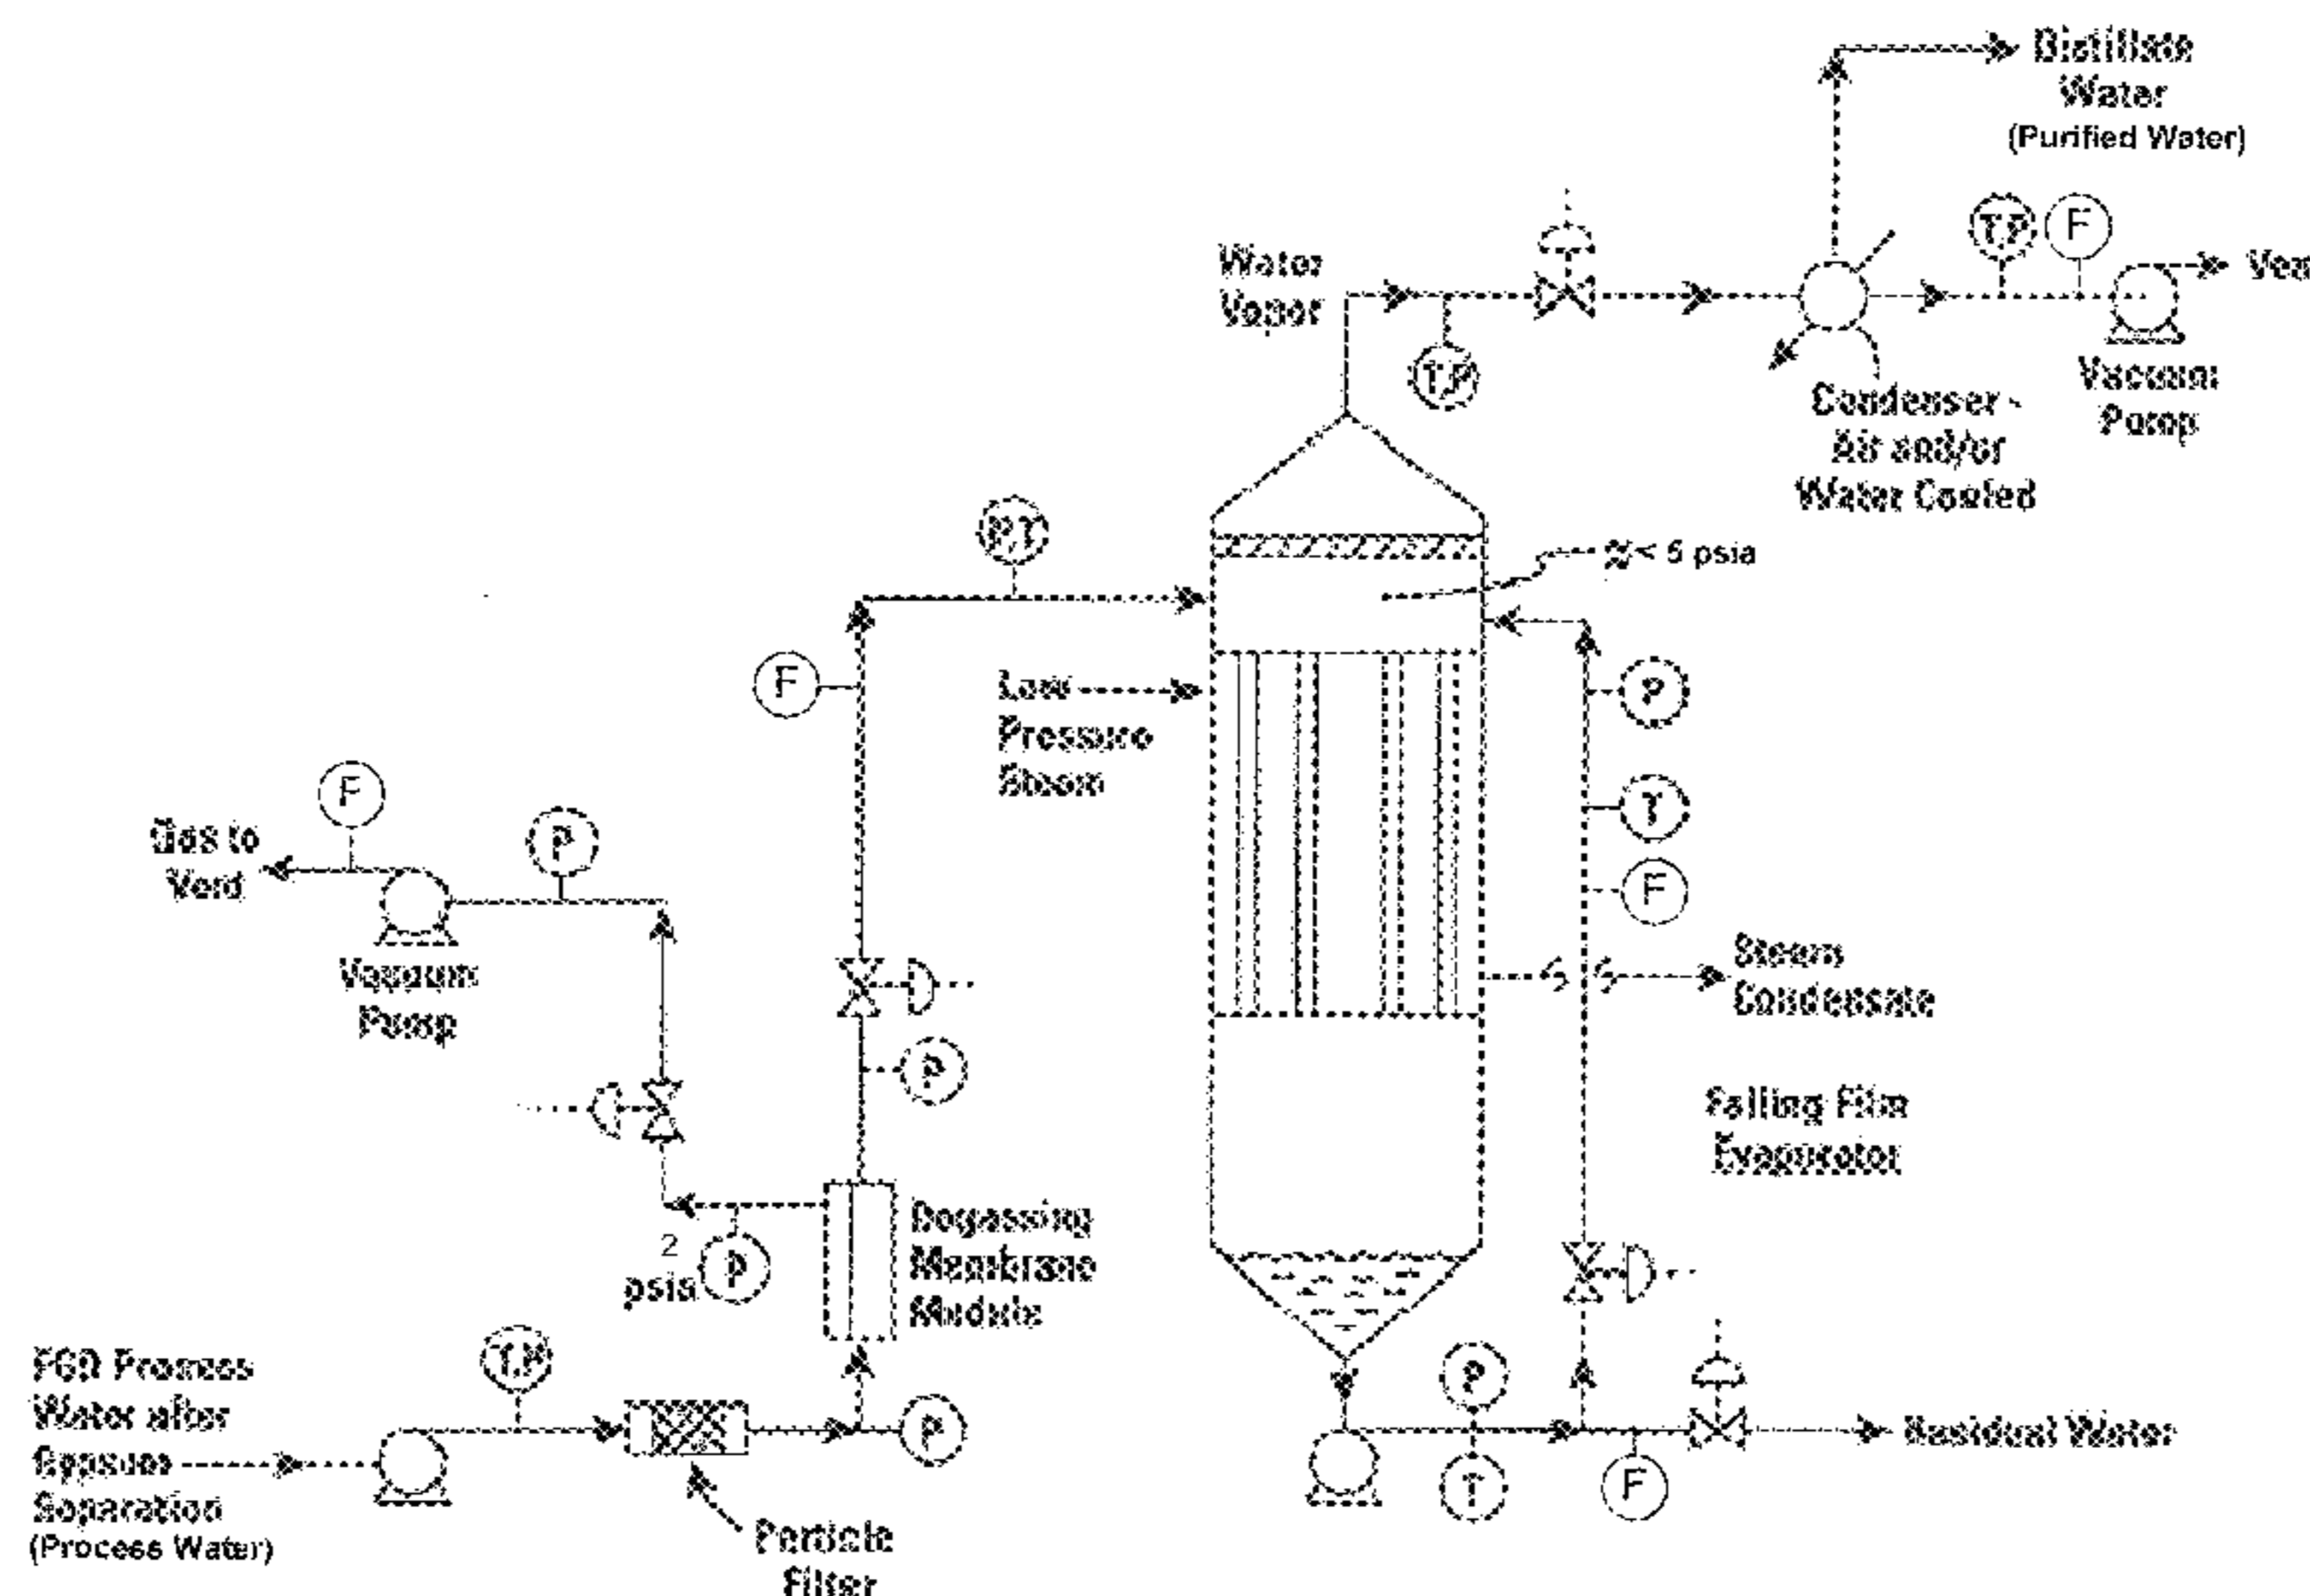 Distillate
Water
(Purified Water)
T,P
F
Water
Vapor
Ven
T,P
Vacuum
Pump
Condenser -
Air and/or
Water Cooled
P,T
< 5 psia
F
Low
Pressure
Steam
P
T
F
F
Gas to
Vent
P
Vacuum
Pump
Steam
Condensate
P
Falling Film
Evaporator
Degassing
Membrane
Module
2
psia
P
FGD Process
Water after
Gypsum
Separation
(Process Water)
T,P
P
P
T
F
Residual Water
Particle
Filter